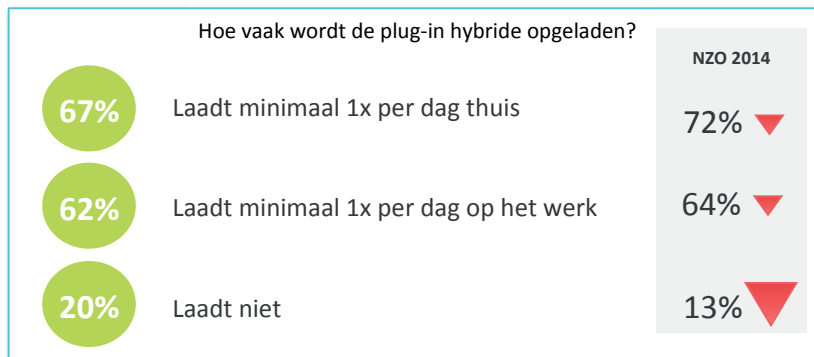 Hoe vaak wordt de plug-in hybride opgeladen?
NZO 2014
67% Laadt minimaal 1x per dag thuis 72%
62% Laadt minimaal 1x per dag op het werk 64%
20% Laadt niet 13%